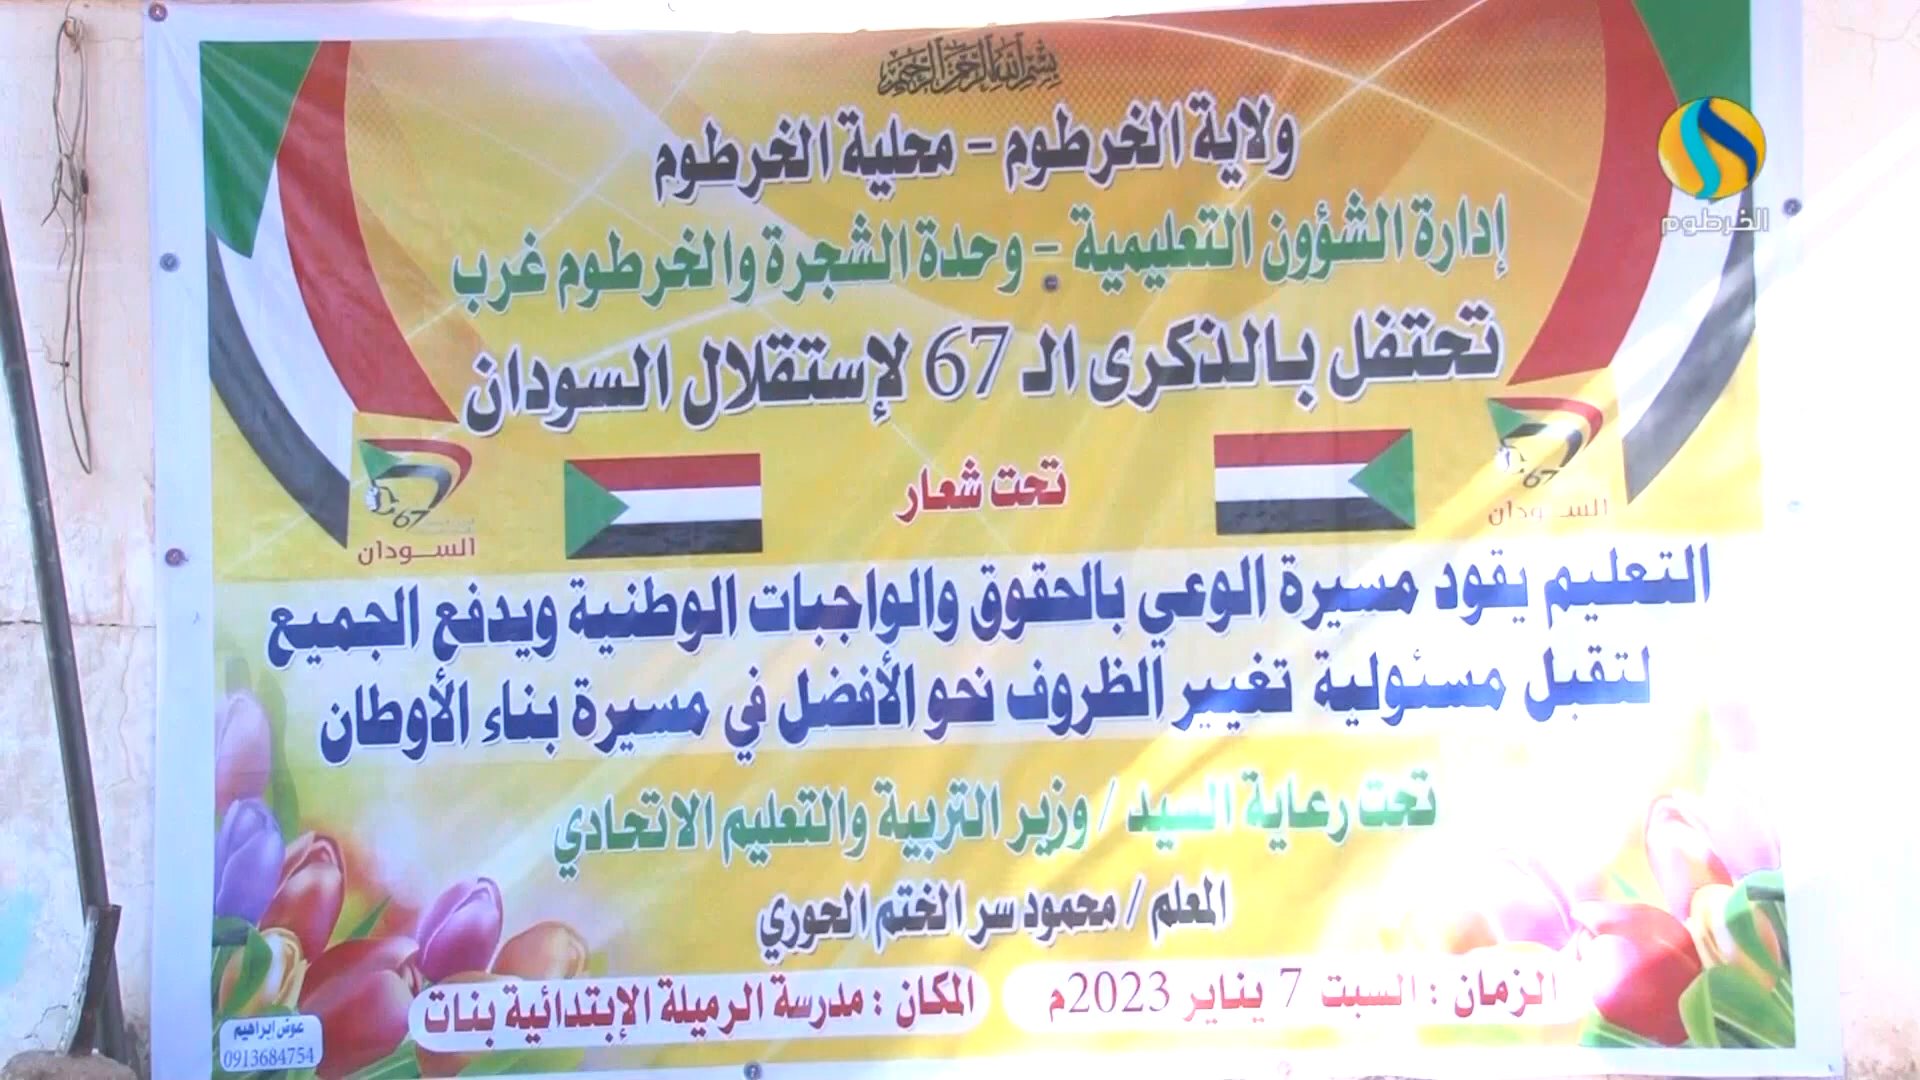 بسم الله الرحمن الرحيم
ولاية الخرطوم - محلية الخرطوم
إدارة الشؤون التعليمية - وحدة الشجرة والخرطوم غرب
تحتفل بالذكرى الـ 67 لإستقلال السودان
تحت شعار
67
الســودان
67
الســودان
التعليم يقود مسيرة الوعي بالحقوق والواجبات الوطنية ويدفع الجميع
لتقبل مسئولية تغيير الظروف نحو الأفضل في مسيرة بناء الأوطان
تحت رعاية السيد / وزير التربية والتعليم الاتحادي
المعلم / محمود سر الختم الحوري
الزمان : السبت 7 يناير 2023م
المكان : مدرسة الرميلة الإبتدائية بنات
عوض ابراهيم
0913684754
الخرطوم